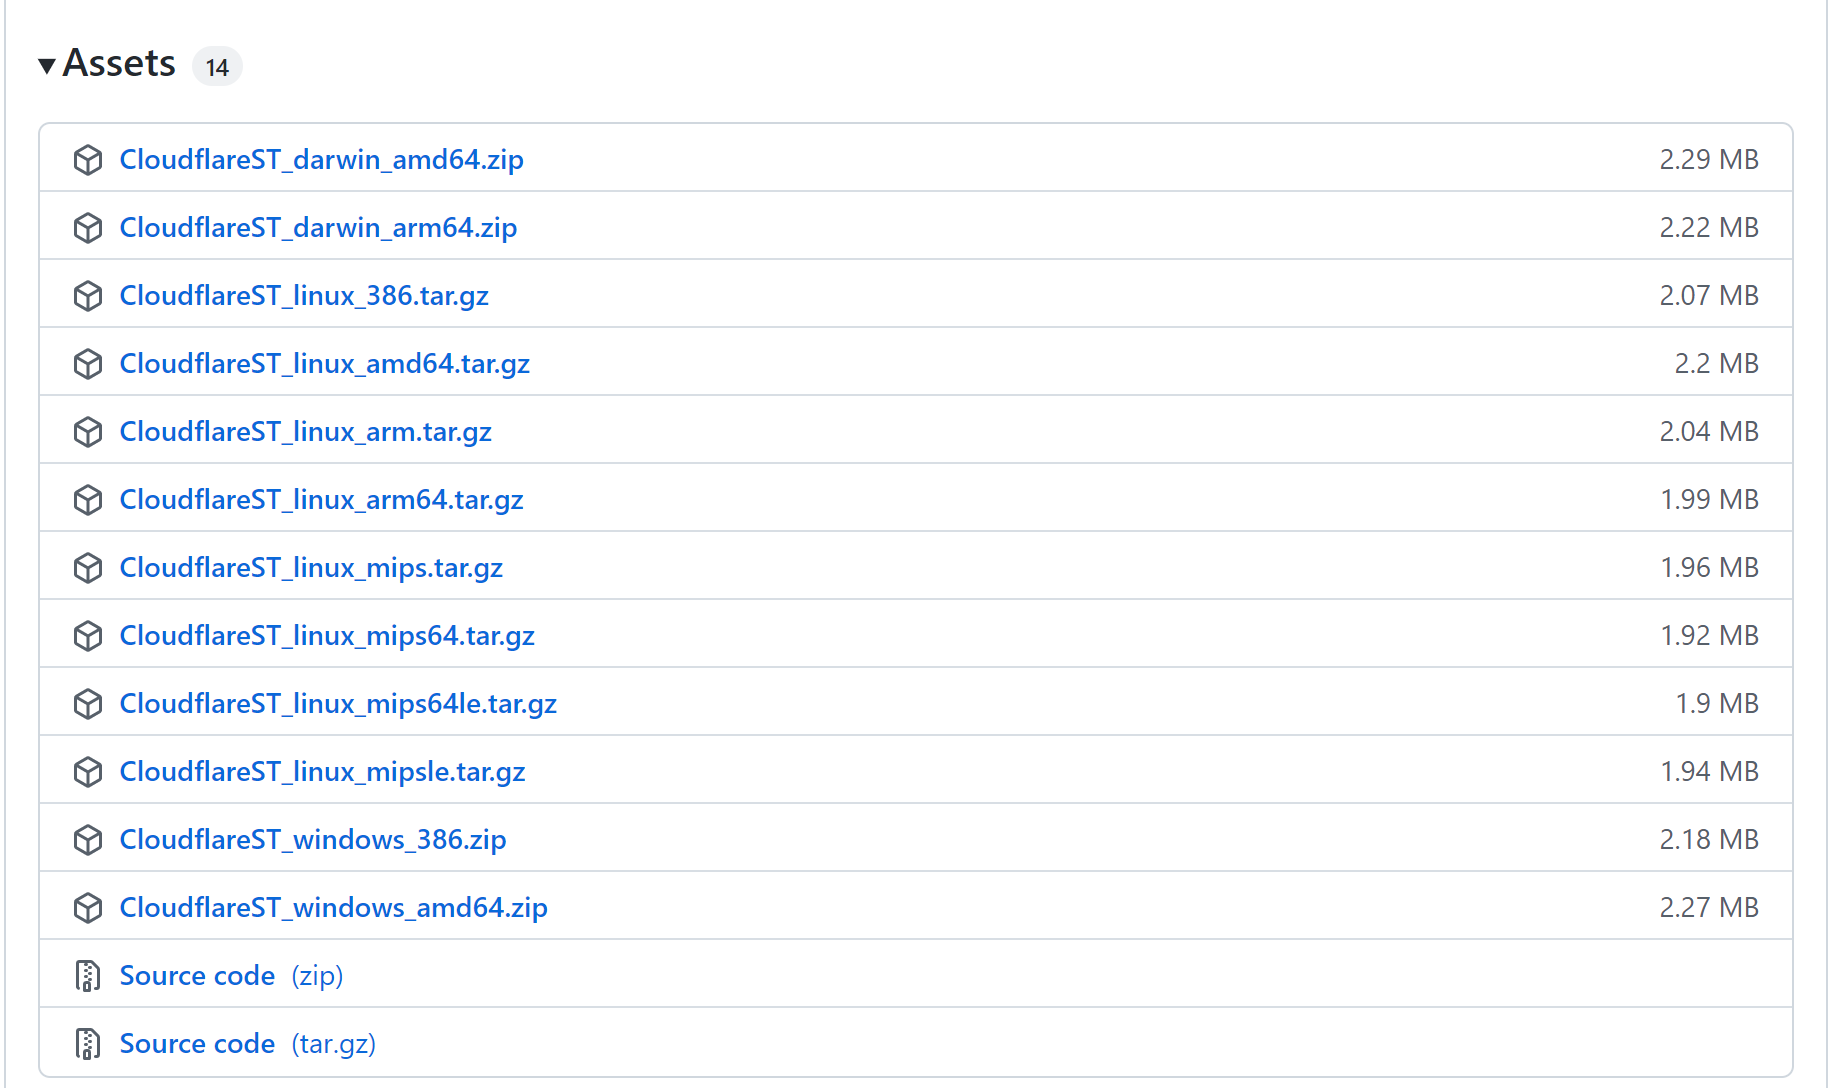 Assets 14
CloudflareST_darwin_amd64.zip 2.29 MB
CloudflareST_darwin_arm64.zip 2.22 MB
CloudflareST_linux_386.tar.gz 2.07 MB
CloudflareST_linux_amd64.tar.gz 2.2 MB
CloudflareST_linux_arm.tar.gz 2.04 MB
CloudflareST_linux_arm64.tar.gz 1.99 MB
CloudflareST_linux_mips.tar.gz 1.96 MB
CloudflareST_linux_mips64.tar.gz 1.92 MB
CloudflareST_linux_mips64le.tar.gz 1.9 MB
CloudflareST_linux_mipsle.tar.gz 1.94 MB
CloudflareST_windows_386.zip 2.18 MB
CloudflareST_windows_amd64.zip 2.27 MB
Source code (zip)
Source code (tar.gz)